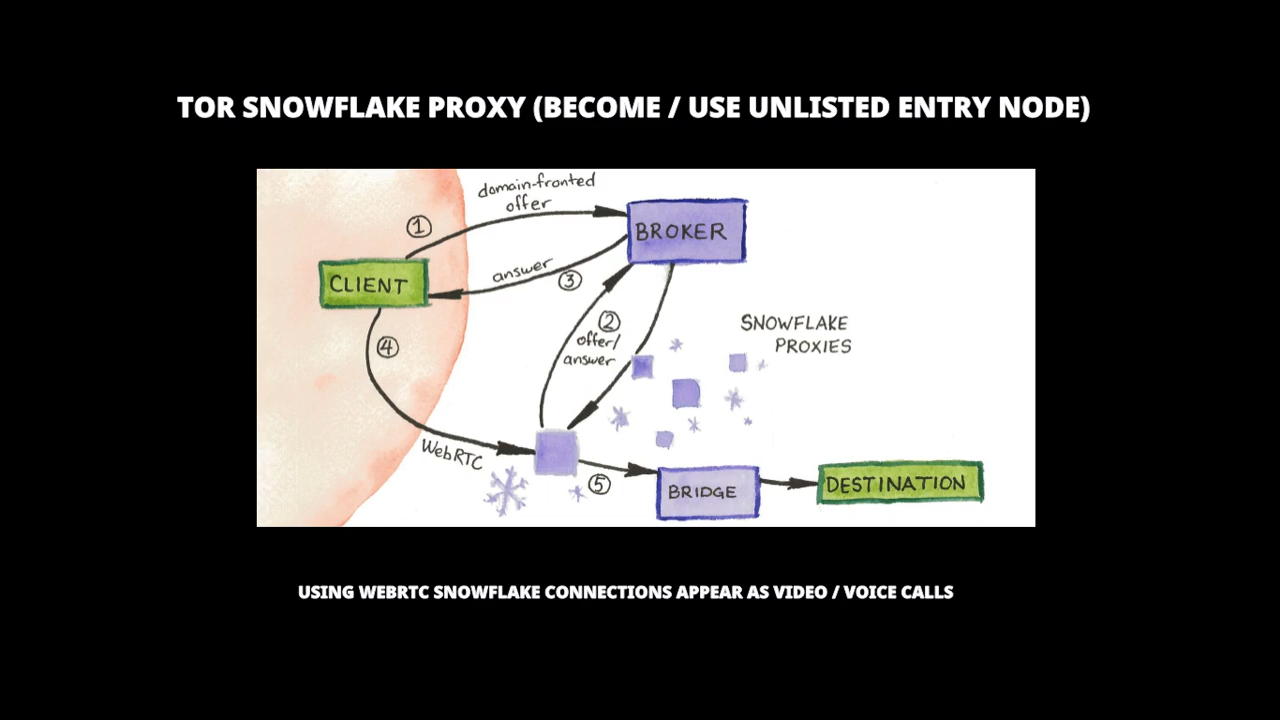 TOR SNOWFLAKE PROXY (BECOME / USE UNLISTED ENTRY NODE)
domain-fronted
offer
1
BROKER
answer
3
CLIENT
2
offer/
answer
SNOWFLAKE
PROXIES
4
WebRTC
5
BRIDGE
DESTINATION
USING WEBRTC SNOWFLAKE CONNECTIONS APPEAR AS VIDEO / VOICE CALLS